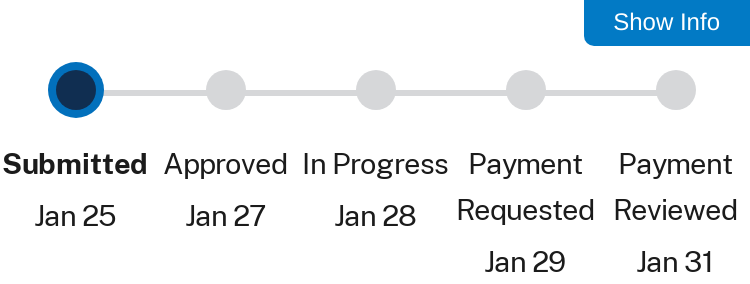 Show Info
Submitted
Jan 25
Approved
Jan 27
In Progress
Jan 28
Payment
Requested
Jan 29
Payment
Reviewed
Jan 31